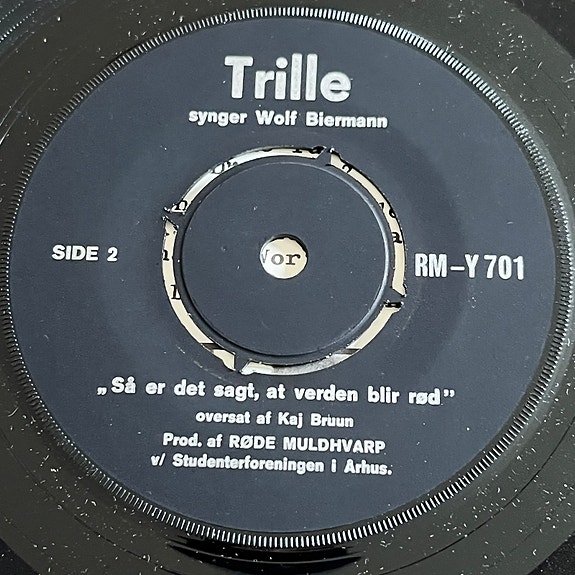 Trille
synger Wolf Biermann
SIDE 2
RM-Y 701
„Så er det sagt, at verden blir rød”
oversat af Kaj Bruun
Prod. af RØDE MULDHVARP
v/ Studenterforeningen i Århus.